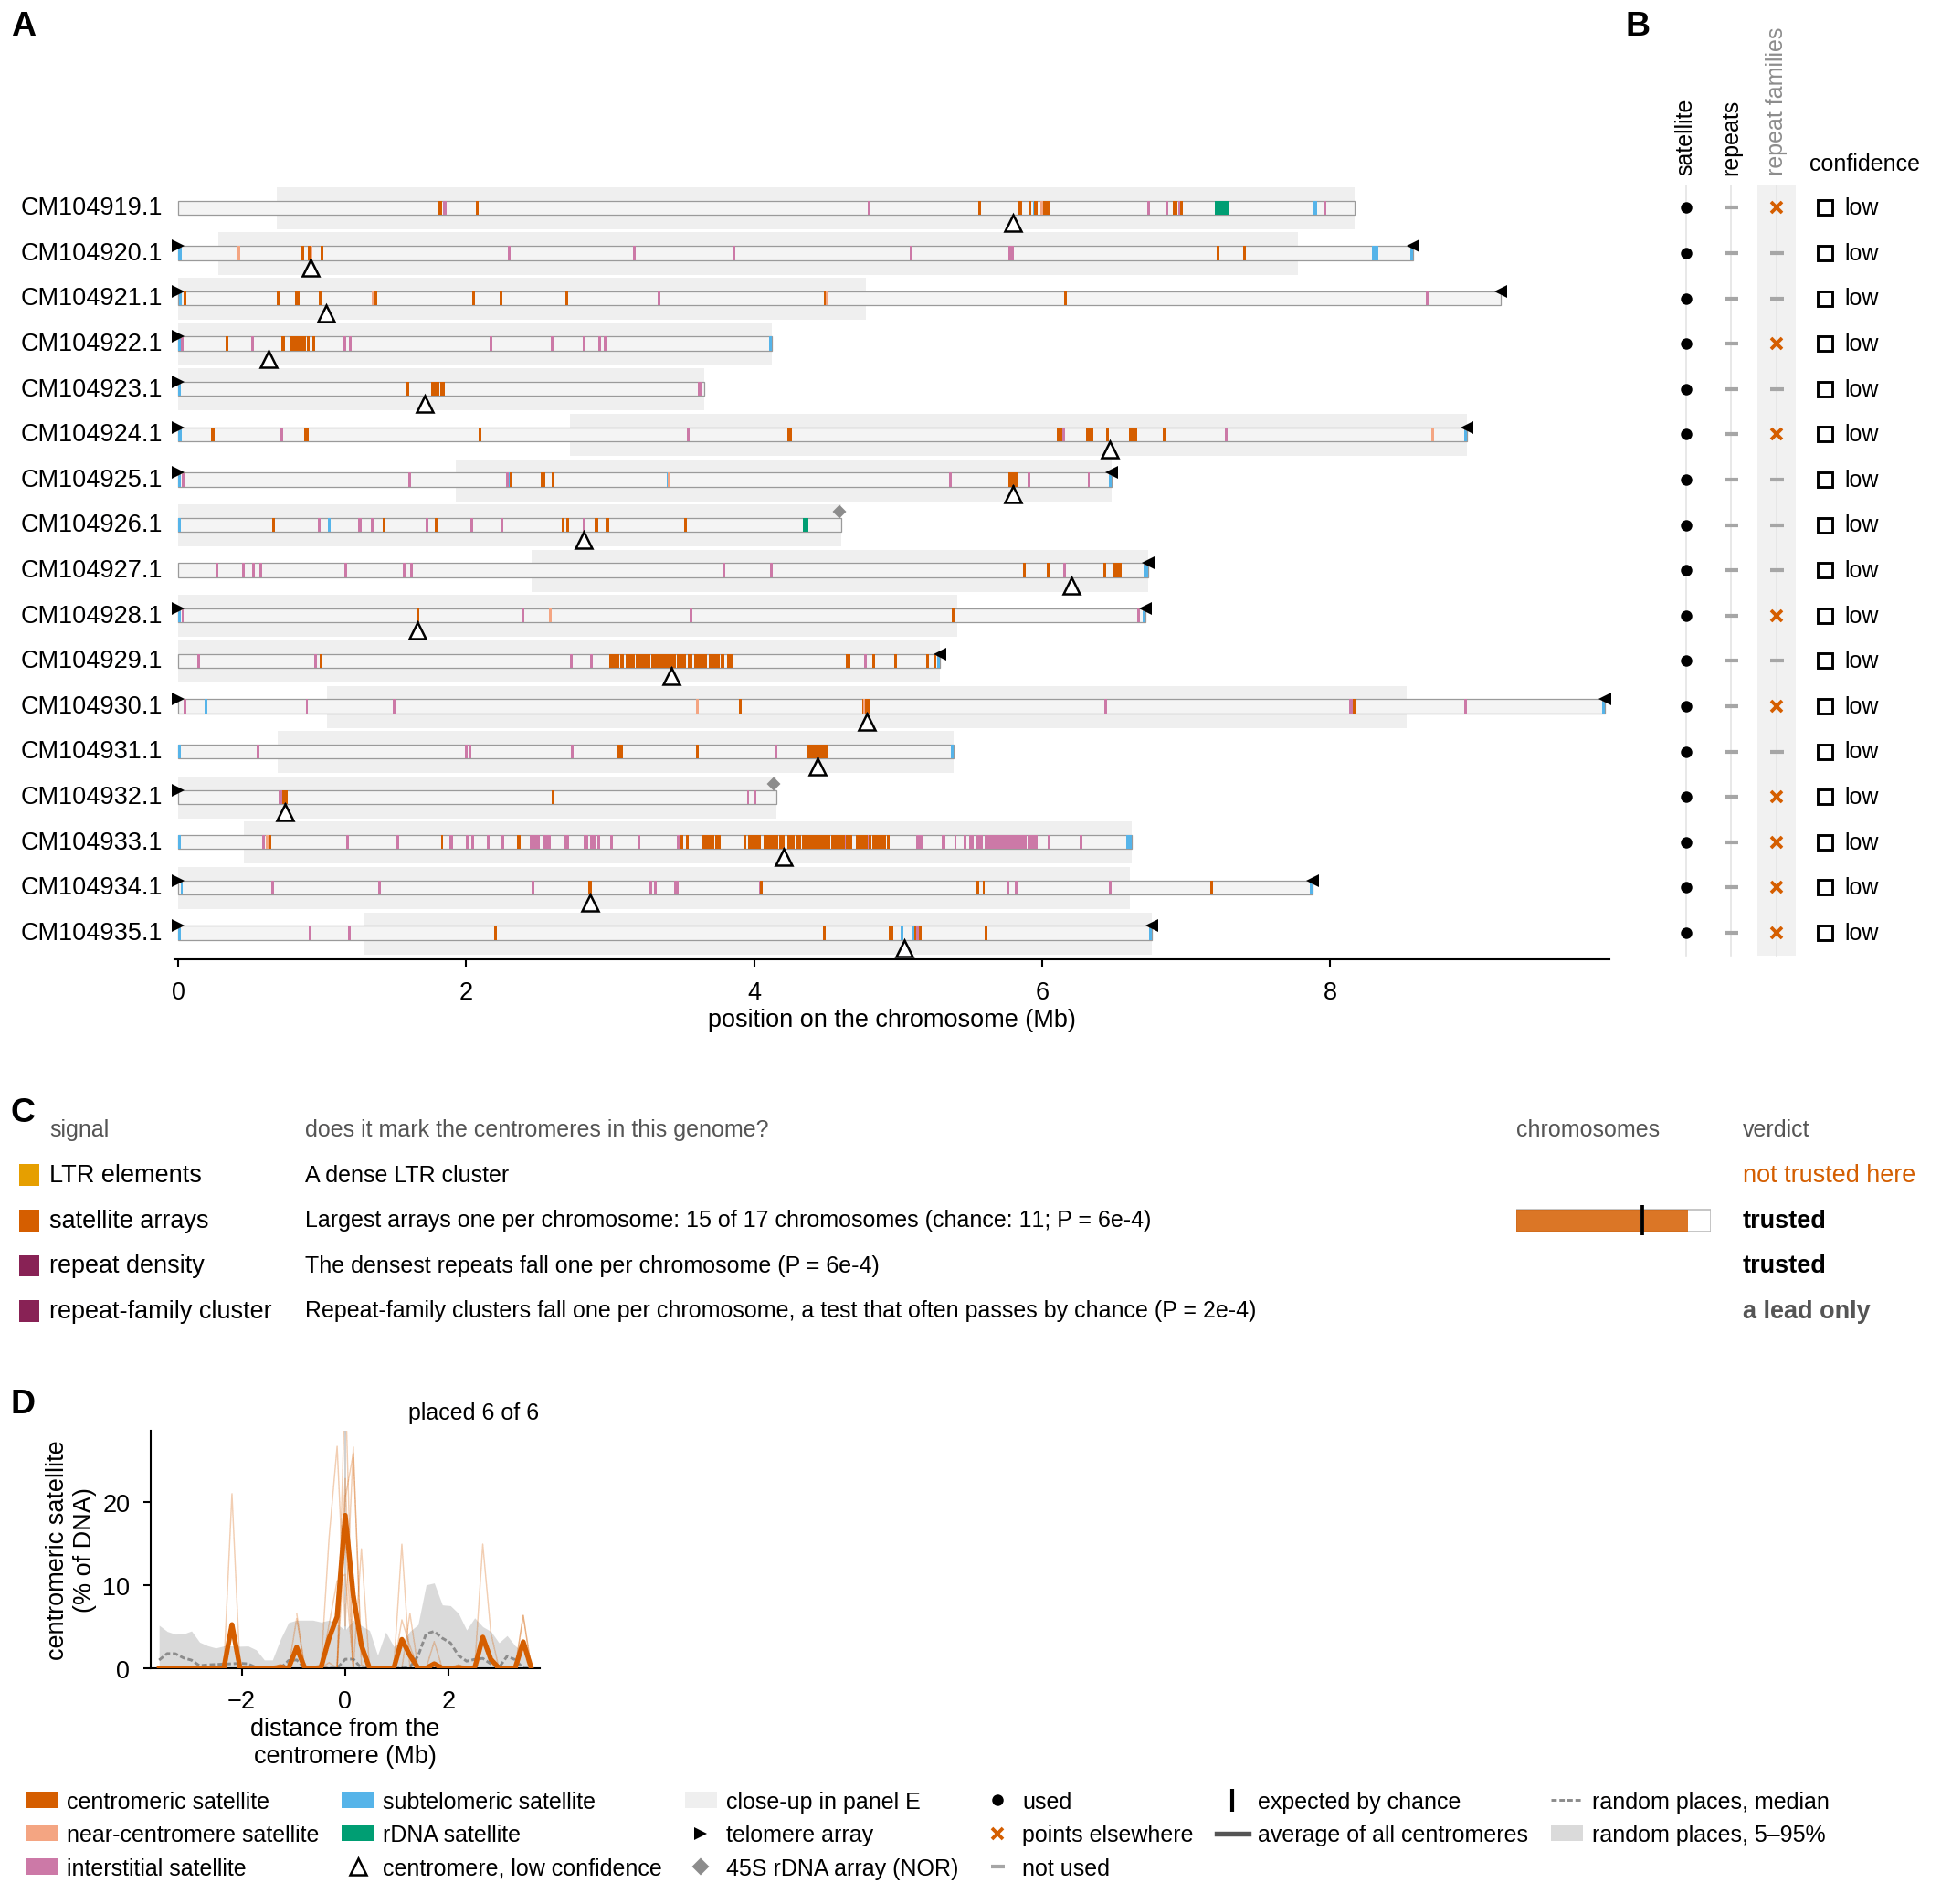 A
B
satellite
repeats
repeat families
confidence
CM104919.1
low
CM104920.1
low
CM104921.1
low
CM104922.1
low
CM104923.1
low
CM104924.1
low
CM104925.1
low
CM104926.1
low
CM104927.1
low
CM104928.1
low
CM104929.1
low
CM104930.1
low
CM104931.1
low
CM104932.1
low
CM104933.1
low
CM104934.1
low
CM104935.1
low
0 2 4 6 8
position on the chromosome (Mb)
C
signal does it mark the centromeres in this genome? chromosomes verdict
LTR elements A dense LTR cluster not trusted here
satellite arrays Largest arrays one per chromosome: 15 of 17 chromosomes (chance: 11; P = 6e-4) trusted
repeat density The densest repeats fall one per chromosome (P = 6e-4) trusted
repeat-family cluster Repeat-family clusters fall one per chromosome, a test that often passes by chance (P = 2e-4) a lead only
D
placed 6 of 6
centromeric satellite
(% of DNA)
20
10
0
−2 0 2
distance from the
centromere (Mb)
centromeric satellite subtelomeric satellite close-up in panel E used expected by chance random places, median
near-centromere satellite rDNA satellite telomere array points elsewhere average of all centromeres random places, 5–95%
interstitial satellite centromere, low confidence 45S rDNA array (NOR) not used